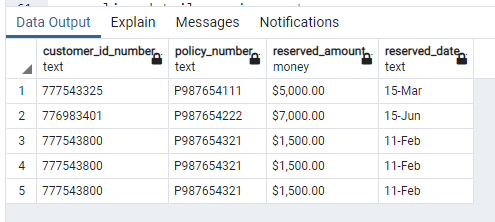 Data Output Explain Messages Notifications
customer_id_number policy_number reserved_amount reserved_date
text text money text
1 777543325 P987654111 $5,000.00 15-Mar
2 776983401 P987654222 $7,000.00 15-Jun
3 777543800 P987654321 $1,500.00 11-Feb
4 777543800 P987654321 $1,500.00 11-Feb
5 777543800 P987654321 $1,500.00 11-Feb